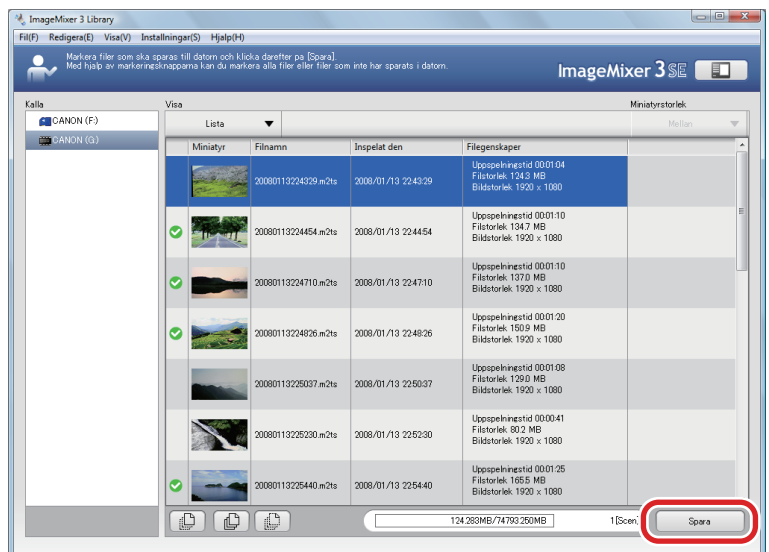 ImageMixer 3 Library
Fil(F) Redigera(E) Visa(V) Installningar(S) Hjalp(H)
Markera filer som ska sparas till datorn och klicka darefter pa [Spara].
Med hjalp av markeringsknapparna kan du markera alla filer eller filer som inte har sparats i datorn.
ImageMixer 3 SE
Kalla
Visa
Miniatyrstorlek
CANON (F:)
CANON (G:)
Lista
Mellan
Miniatyr Filnamn Inspelat den Filegenskaper
20080113224329.m2ts 2008/01/13 22:43:29
Uppspelningstid 00:01:04
Filstorlek 124.3 MB
Bildstorlek 1920 x 1080
20080113224454.m2ts 2008/01/13 22:44:54
Uppspelningstid 00:01:10
Filstorlek 134.7 MB
Bildstorlek 1920 x 1080
20080113224710.m2ts 2008/01/13 22:47:10
Uppspelningstid 00:01:10
Filstorlek 137.0 MB
Bildstorlek 1920 x 1080
20080113224826.m2ts 2008/01/13 22:48:26
Uppspelningstid 00:01:20
Filstorlek 150.9 MB
Bildstorlek 1920 x 1080
20080113225037.m2ts 2008/01/13 22:50:37
Uppspelningstid 00:01:08
Filstorlek 129.0 MB
Bildstorlek 1920 x 1080
20080113225230.m2ts 2008/01/13 22:52:30
Uppspelningstid 00:00:41
Filstorlek 80.2 MB
Bildstorlek 1920 x 1080
20080113225440.m2ts 2008/01/13 22:54:40
Uppspelningstid 00:01:25
Filstorlek 165.5 MB
Bildstorlek 1920 x 1080
124.283MB/74793.250MB
1 [Scen]
Spara